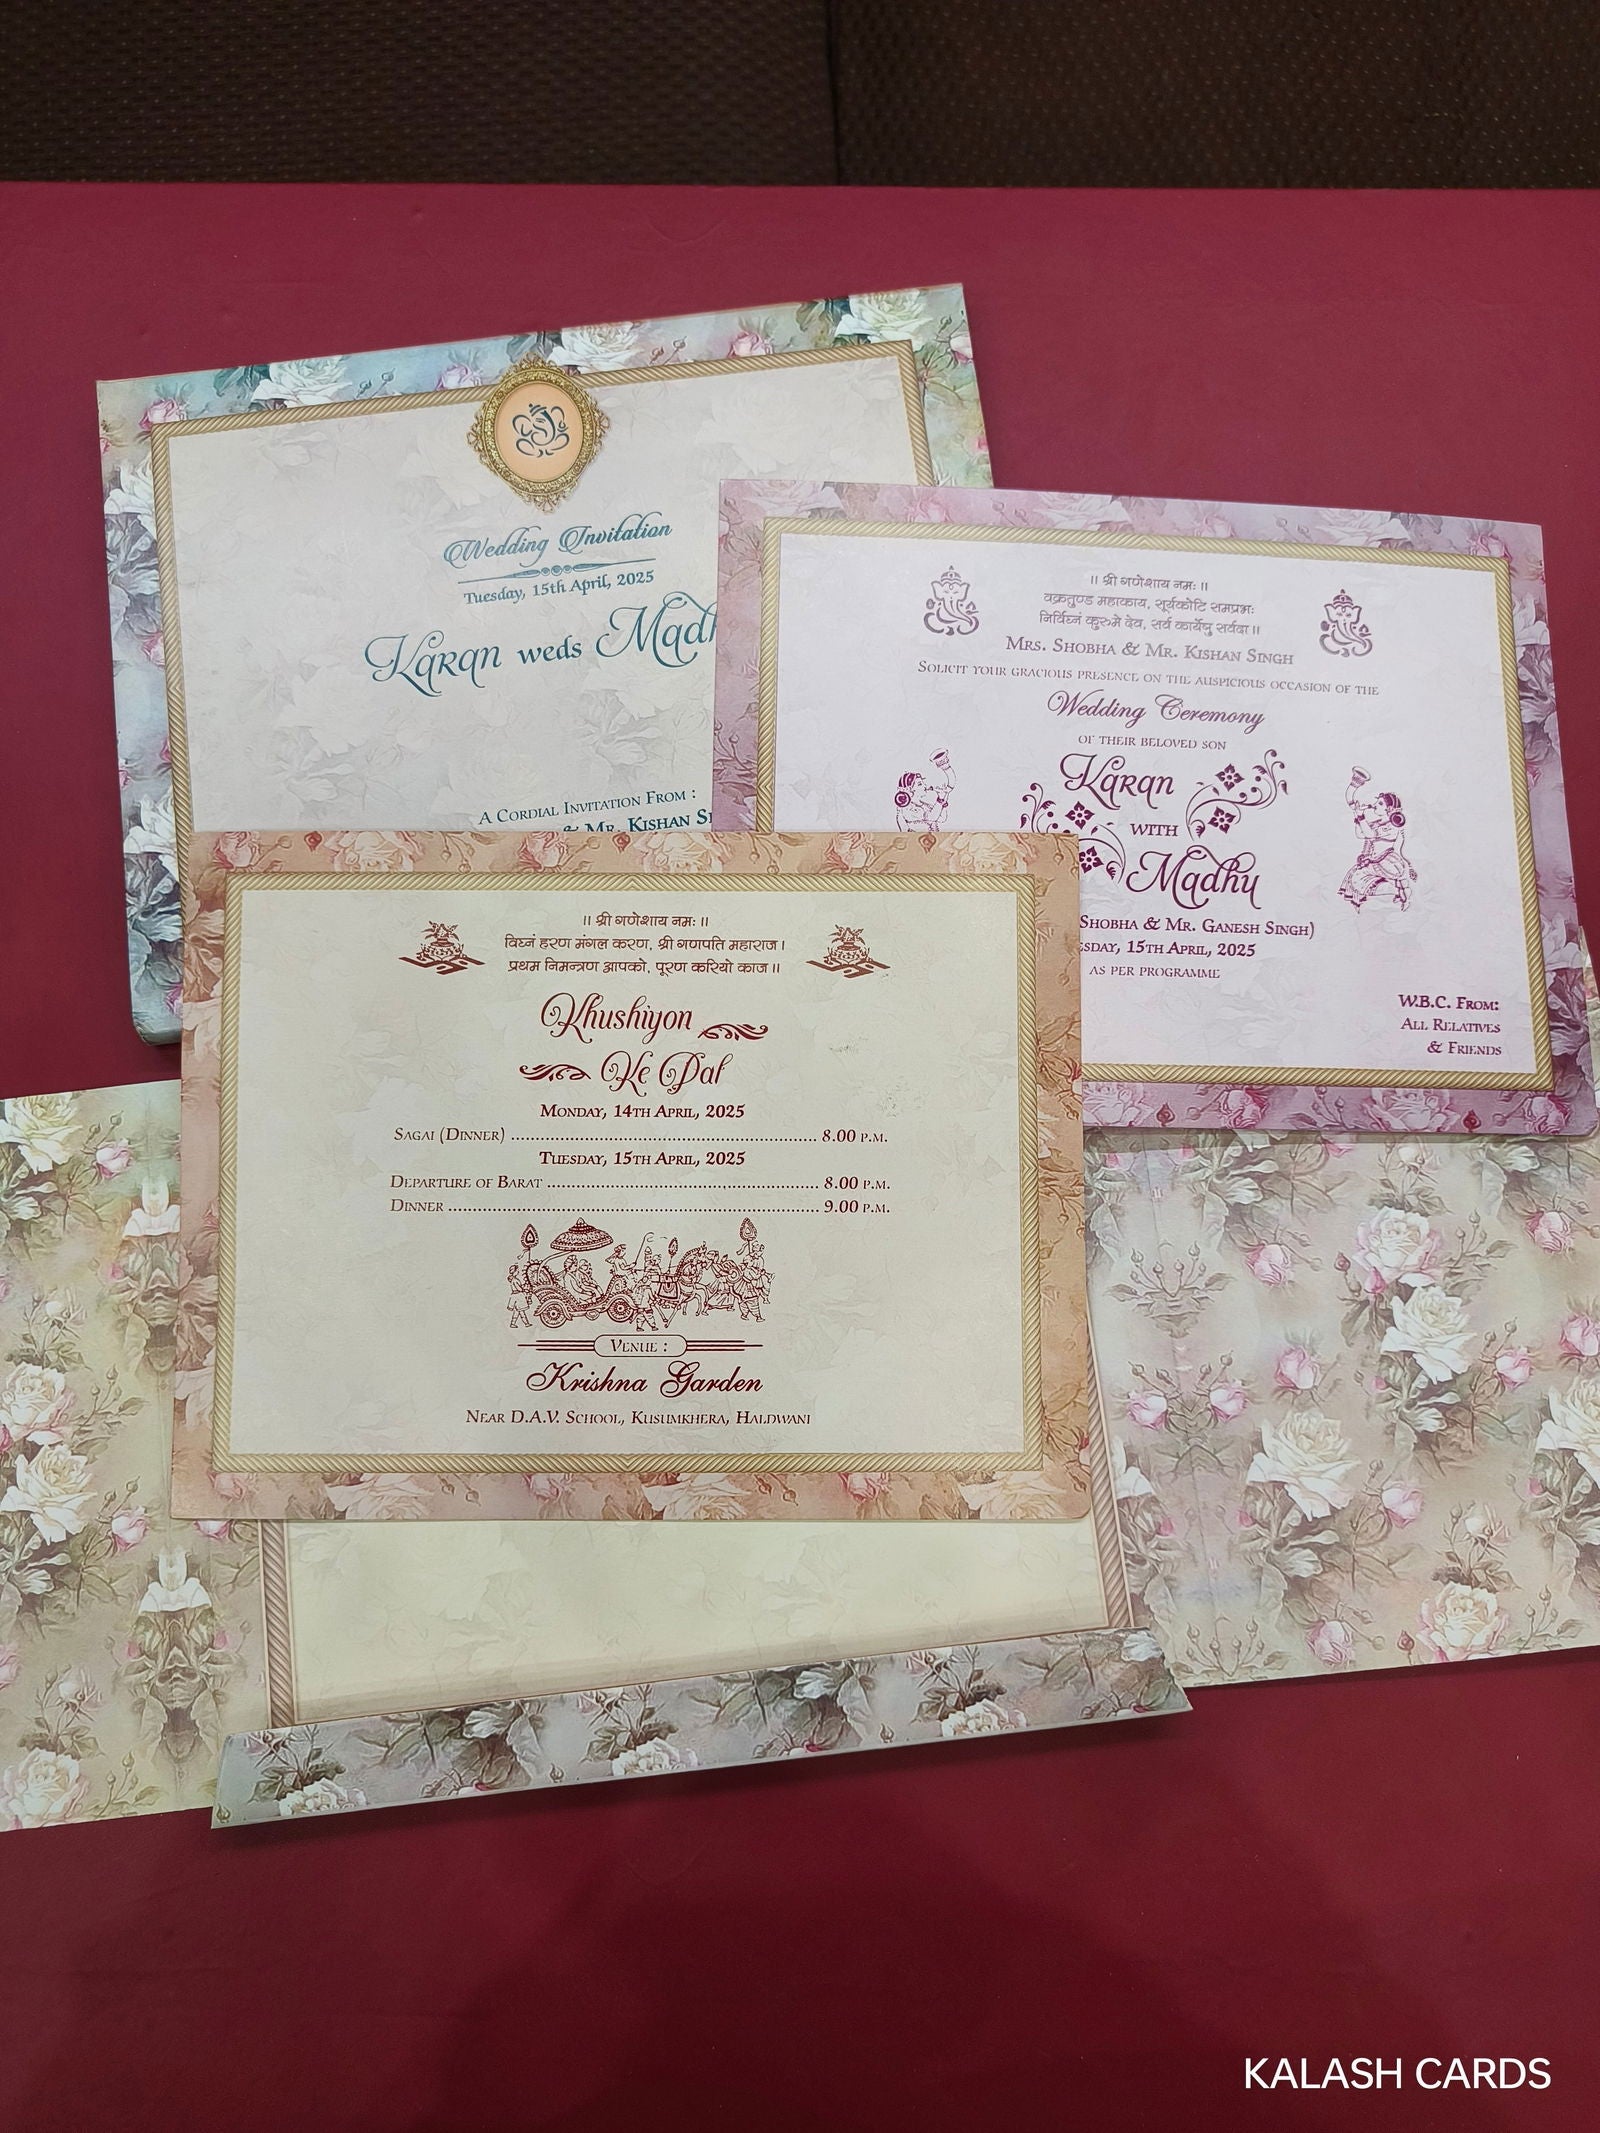 Wedding Invitation
Tuesday, 15th April, 2025
Karan weds
A Cordial Invitation From :
& Mr. Kishan
|| श्री गणेशाय नमः ||
वक्रतुण्ड महाकाय, सूर्यकोटि समप्रभः
निर्विघ्नं कुरुमे देव, सर्व कार्येषु सर्वदा ||
Mrs. Shobha & Mr. Kishan Singh
Solicit your gracious presence on the auspicious occasion of the
Wedding Ceremony
of their beloved son
Karan
with
Madhu
Shobha & Mr. Ganesh Singh)
15th April, 2025
as per programme
W.B.C. From:
All Relatives
& Friends
|| श्री गणेशाय नमः ||
विघ्नं हरण मंगल करण, श्री गणपति महाराज |
प्रथम निमन्त्रण आपको, पूरण करियो काज ||
Khushiyon
Ke Pal
Monday, 14th April, 2025
Sagai (Dinner) ........................ 8.00 p.m.
Tuesday, 15th April, 2025
Departure of Barat ........................ 8.00 p.m.
Dinner ........................ 9.00 p.m.
Venue :
Krishna Garden
Near D.A.V. School, Kusumkhera, Haldwani
KALASH CARDS